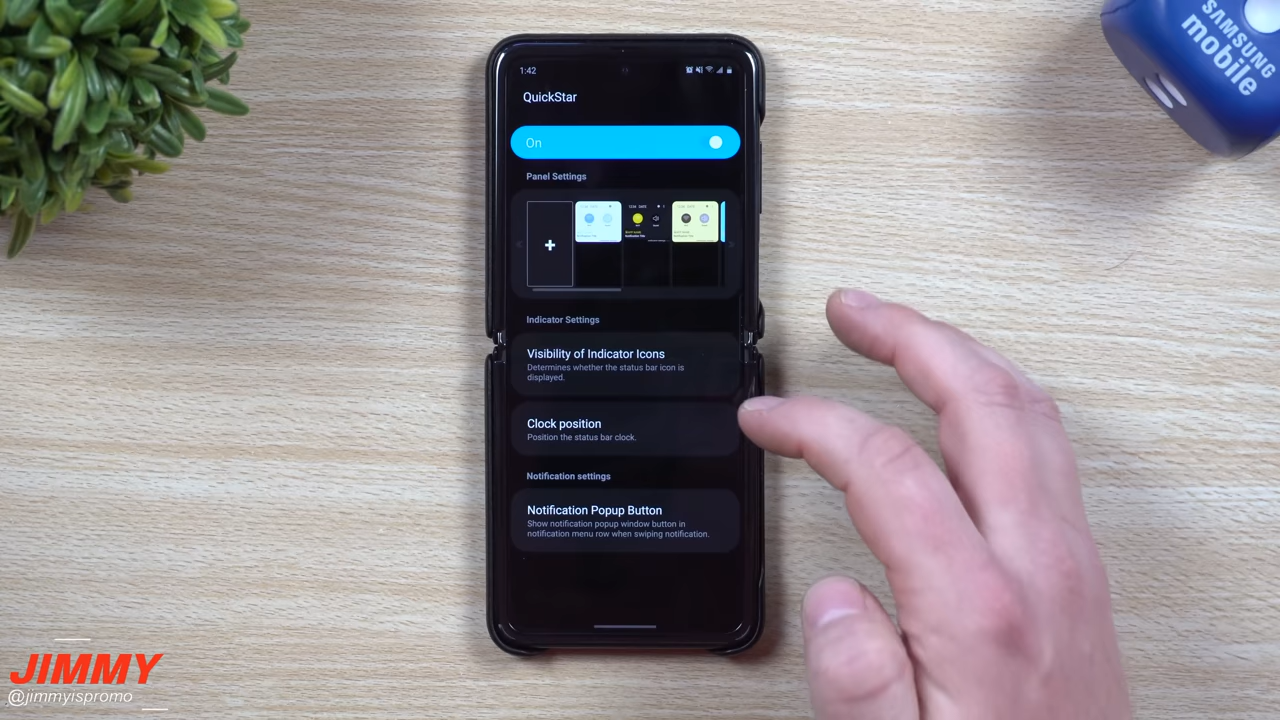 SAMSUNG
mobile
1:42
QuickStar
On
Panel Settings
+
Indicator Settings
Visibility of Indicator Icons
Determines whether the status bar icon is
displayed.
Clock position
Position the status bar clock.
Notification settings
Notification Popup Button
Show notification popup window button in
notification menu row when swiping notification.
JIMMY
@jimmyispromo